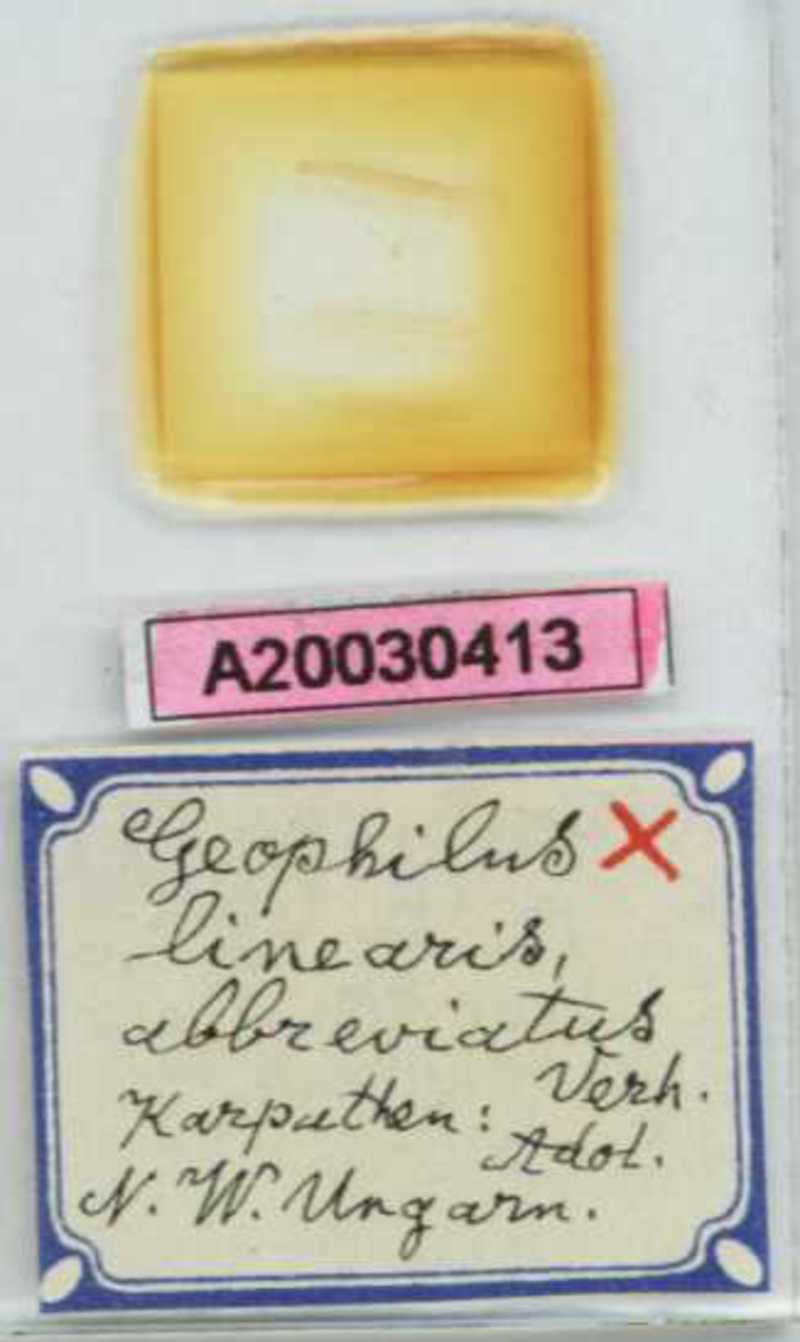 A20030413
Geophilus X
linearis,
abbreviatus
Verh.
Karpathen:
Adol.
N. W. Ungarn.